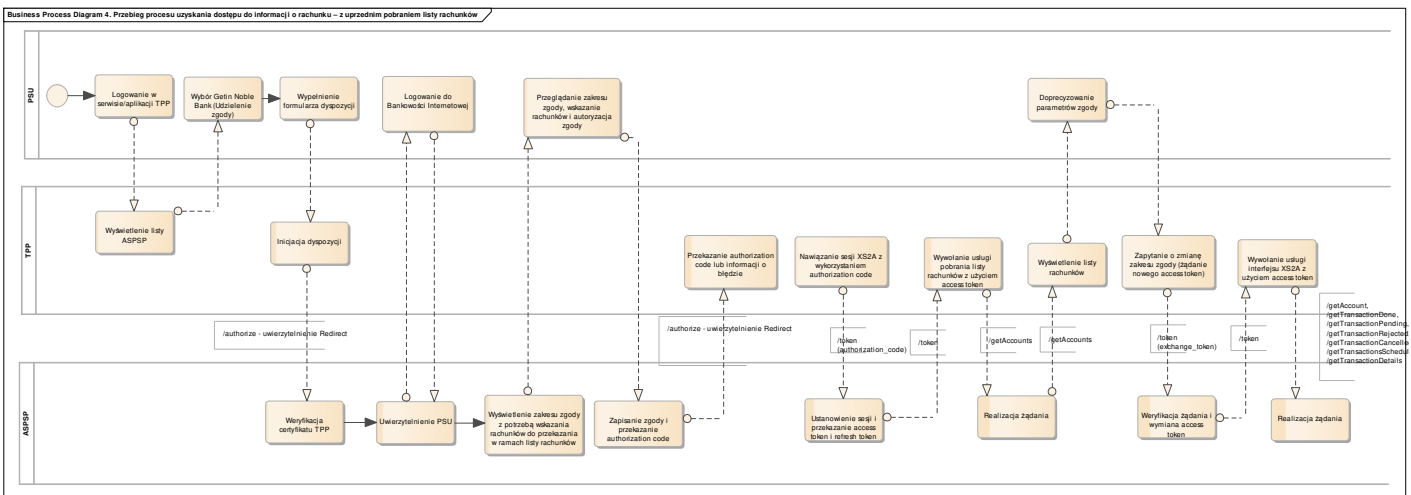 Business Process Diagram 4. Przebieg procesu uzyskania dostępu do informacji o rachunku – z uprzednim pobraniem listy rachunków
PSU
Logowanie w
serwisie/aplikacji TPP
Wybór Getin Noble
Bank (Udzielenie
zgody)
Wypełnienie
formularza dyspozycji
Logowanie do
Bankowości Internetowej
Przeglądanie zakresu
zgody, wskazanie
rachunków i autoryzacja
zgody
Doprecyzowanie
parametrów zgody
TPP
Wyświetlenie listy
ASPSP
Inicjacja dyspozycji
Przekazanie authorization
code lub informacji o
błędzie
Nawiązanie sesji XS2A z
wykorzystaniem
authorization code
Wywołanie usługi
pobrania listy
rachunków z użyciem
access token
Wyświetlenie listy
rachunków
Zapytanie o zmianę
zakresu zgody (żądanie
nowego access token)
Wywołanie usługi
interfejsu XS2A z
użyciem access token
/authorize - uwierzytelnienie Redirect
/authorize - uwierzytelnienie Redirect
/token
(authorization_code)
/token
/getAccounts
/getAccounts
/token
(exchange_token)
/token
/getAccount,
/getTransactionDone,
/getTransactionPending,
/getTransactionRejected
/getTransactionCancelle
/getTransactionsSchedul
/getTransactionDetails
ASPSP
Weryfikacja
certyfikatu TPP
Uwierzytelnienie PSU
Wyświetlenie zakresu zgody
z potrzebą wskazania
rachunków do przekazania
w ramach listy rachunków
Zapisanie zgody i
przekazanie
authorization code
Ustanowienie sesji i
przekazanie access
token i refresh token
Realizacja żądania
Weryfikacja żądania i
wymiana access
token
Realizacja żądania